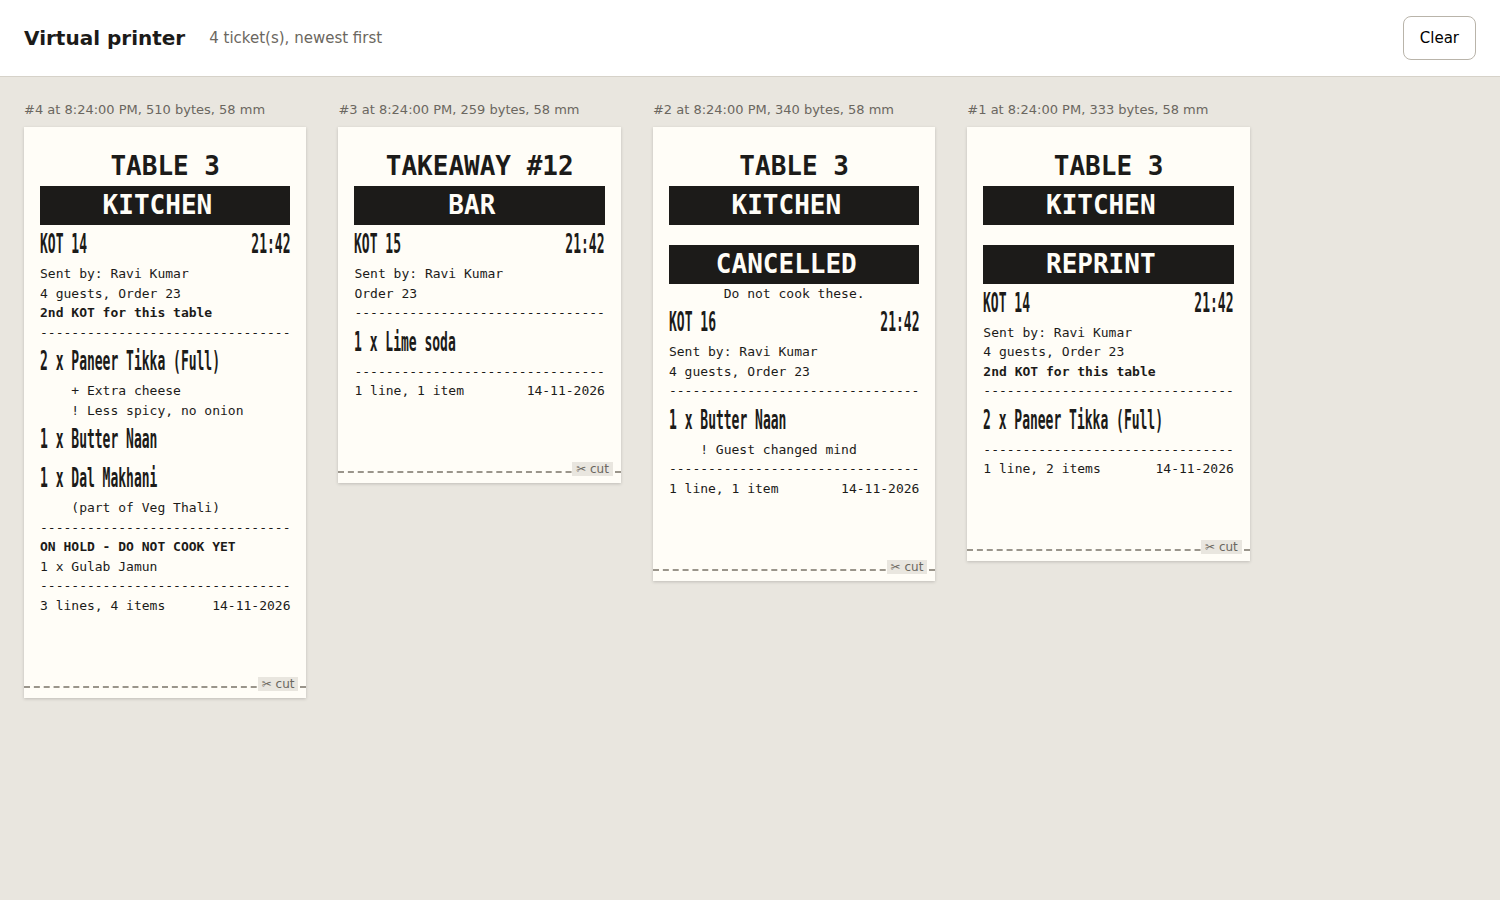 Virtual printer
4 ticket(s), newest first
Clear
#4 at 8:24:00 PM, 510 bytes, 58 mm
TABLE 3
KITCHEN
KOT 14 21:42
Sent by: Ravi Kumar
4 guests, Order 23
2nd KOT for this table
--------------------------------
2 x Paneer Tikka (Full)
+ Extra cheese
! Less spicy, no onion
1 x Butter Naan
1 x Dal Makhani
(part of Veg Thali)
--------------------------------
ON HOLD - DO NOT COOK YET
1 x Gulab Jamun
--------------------------------
3 lines, 4 items 14-11-2026
✂ cut
#3 at 8:24:00 PM, 259 bytes, 58 mm
TAKEAWAY #12
BAR
KOT 15 21:42
Sent by: Ravi Kumar
Order 23
--------------------------------
1 x Lime soda
--------------------------------
1 line, 1 item 14-11-2026
✂ cut
#2 at 8:24:00 PM, 340 bytes, 58 mm
TABLE 3
KITCHEN
CANCELLED
Do not cook these.
KOT 16 21:42
Sent by: Ravi Kumar
4 guests, Order 23
--------------------------------
1 x Butter Naan
! Guest changed mind
--------------------------------
1 line, 1 item 14-11-2026
✂ cut
#1 at 8:24:00 PM, 333 bytes, 58 mm
TABLE 3
KITCHEN
REPRINT
KOT 14 21:42
Sent by: Ravi Kumar
4 guests, Order 23
2nd KOT for this table
--------------------------------
2 x Paneer Tikka (Full)
--------------------------------
1 line, 2 items 14-11-2026
✂ cut